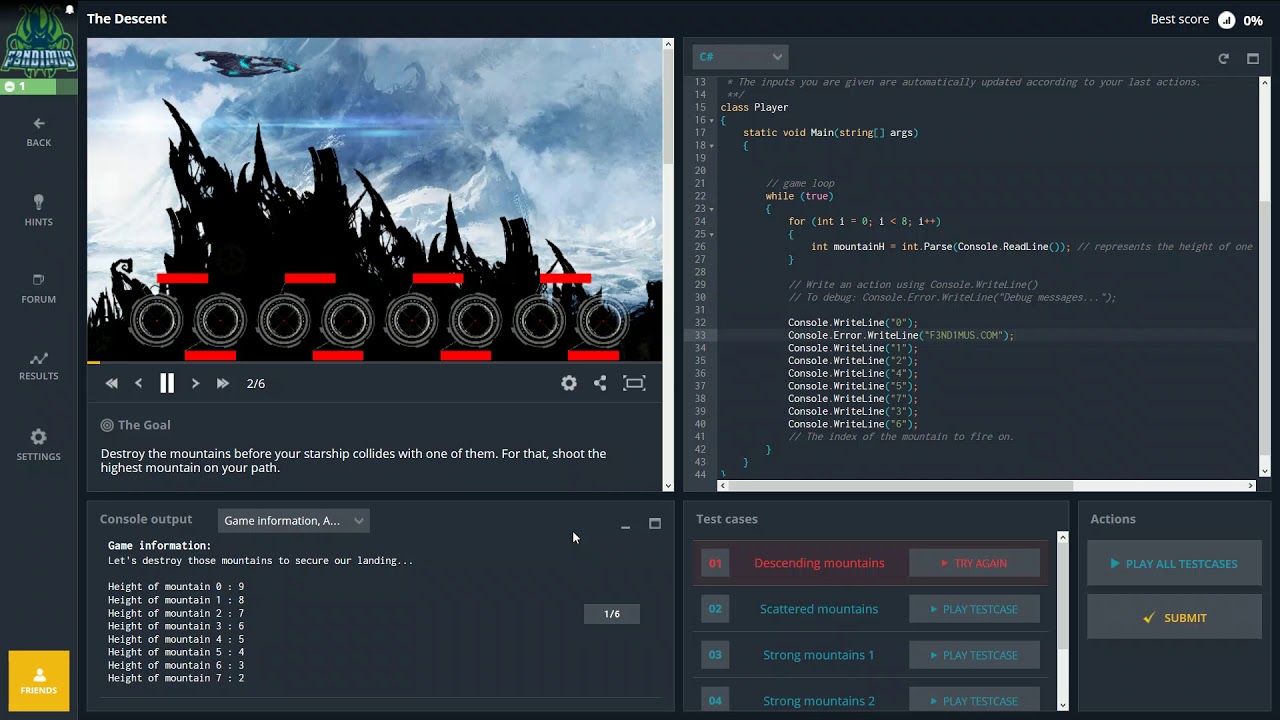 The Descent
Best score 0%
F3ND1MUS
1
BACK
HINTS
FORUM
RESULTS
SETTINGS
FRIENDS
2/6
The Goal
Destroy the mountains before your starship collides with one of them. For that, shoot the
highest mountain on your path.
C#
13 * The inputs you are given are automatically updated according to your last actions.
14 **/
15 class Player
16 {
17 static void Main(string[] args)
18 {
19
20
21 // game loop
22 while (true)
23 {
24 for (int i = 0; i < 8; i++)
25 {
26 int mountainH = int.Parse(Console.ReadLine()); // represents the height of one
27 }
28
29 // Write an action using Console.WriteLine()
30 // To debug: Console.Error.WriteLine("Debug messages...");
31
32 Console.WriteLine("0");
33 Console.Error.WriteLine("F3ND1MUS.COM");
34 Console.WriteLine("1");
35 Console.WriteLine("2");
36 Console.WriteLine("4");
37 Console.WriteLine("5");
38 Console.WriteLine("7");
39 Console.WriteLine("3");
40 Console.WriteLine("6");
41 // The index of the mountain to fire on.
42 }
43 }
44 }
Console output
Game information, A...
Game information:
Let's destroy those mountains to secure our landing...
Height of mountain 0 : 9
Height of mountain 1 : 8
Height of mountain 2 : 7
Height of mountain 3 : 6
Height of mountain 4 : 5
Height of mountain 5 : 4
Height of mountain 6 : 3
Height of mountain 7 : 2
1/6
Test cases
01 Descending mountains TRY AGAIN
02 Scattered mountains PLAY TESTCASE
03 Strong mountains 1 PLAY TESTCASE
04 Strong mountains 2 PLAY TESTCASE
Actions
PLAY ALL TESTCASES
SUBMIT